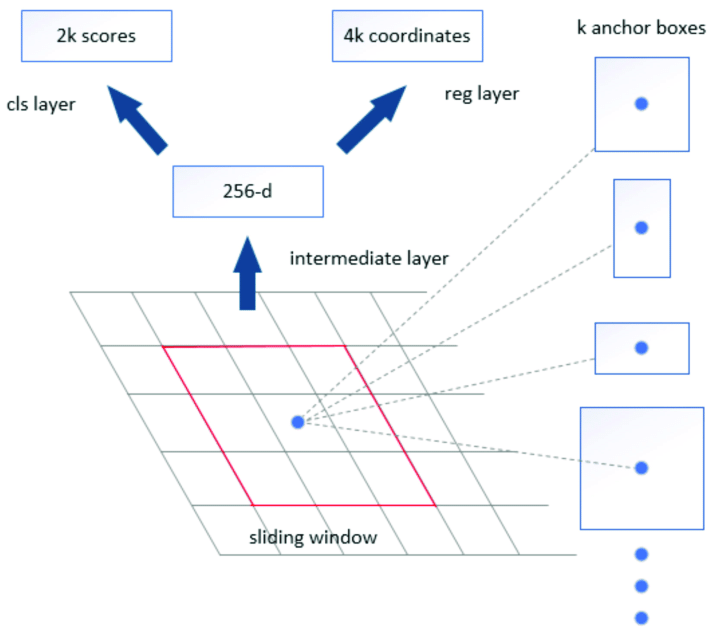 2k scores
4k coordinates
k anchor boxes
cls layer
reg layer
256-d
intermediate layer
sliding window